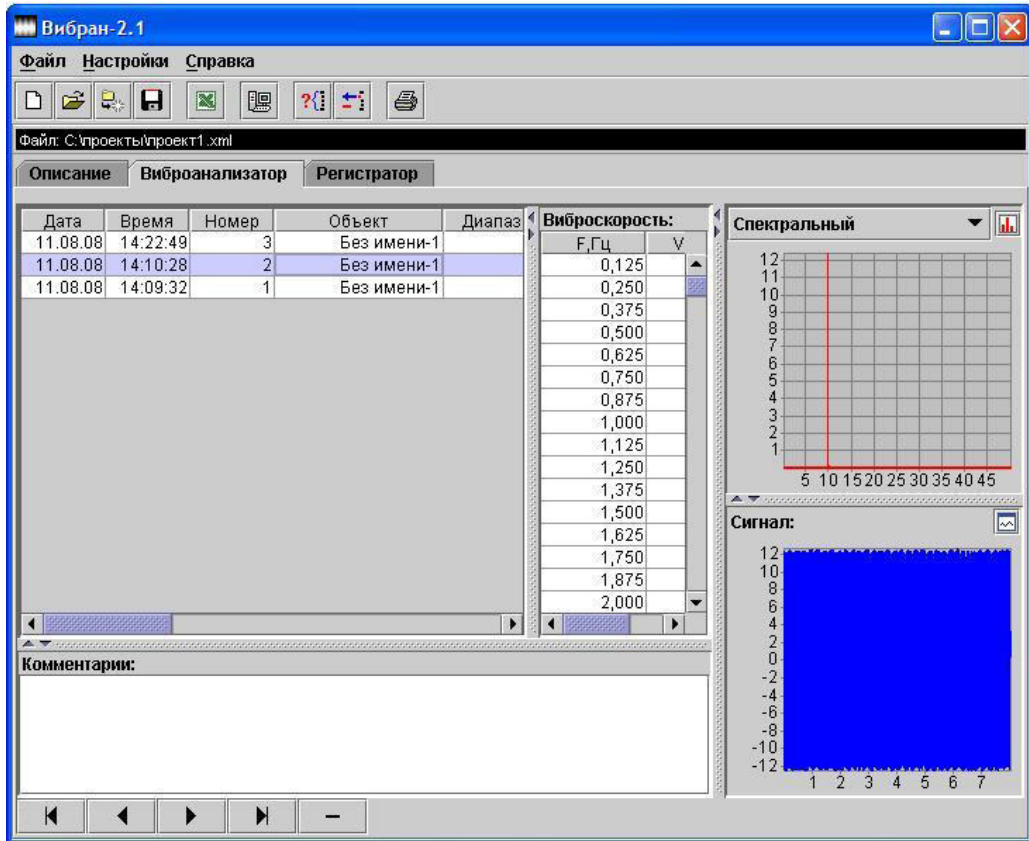 Вибран-2.1
Файл Настройки Справка
Файл: C:\проекты\проект1.xml
Описание Виброанализатор Регистратор
Дата Время Номер Объект Диапаз
11.08.08 14:22:49 3 Без имени-1
11.08.08 14:10:28 2 Без имени-1
11.08.08 14:09:32 1 Без имени-1
Виброскорость:
F,Гц V
0,125
0,250
0,375
0,500
0,625
0,750
0,875
1,000
1,125
1,250
1,375
1,500
1,625
1,750
1,875
2,000
Спектральный
12
11
10
9
8
7
6
5
4
3
2
1
5 10 15 20 25 30 35 40 45
Сигнал:
12
10
8
6
4
2
0
-2
-4
-6
-8
-10
-12
1 2 3 4 5 6 7
Комментарии: